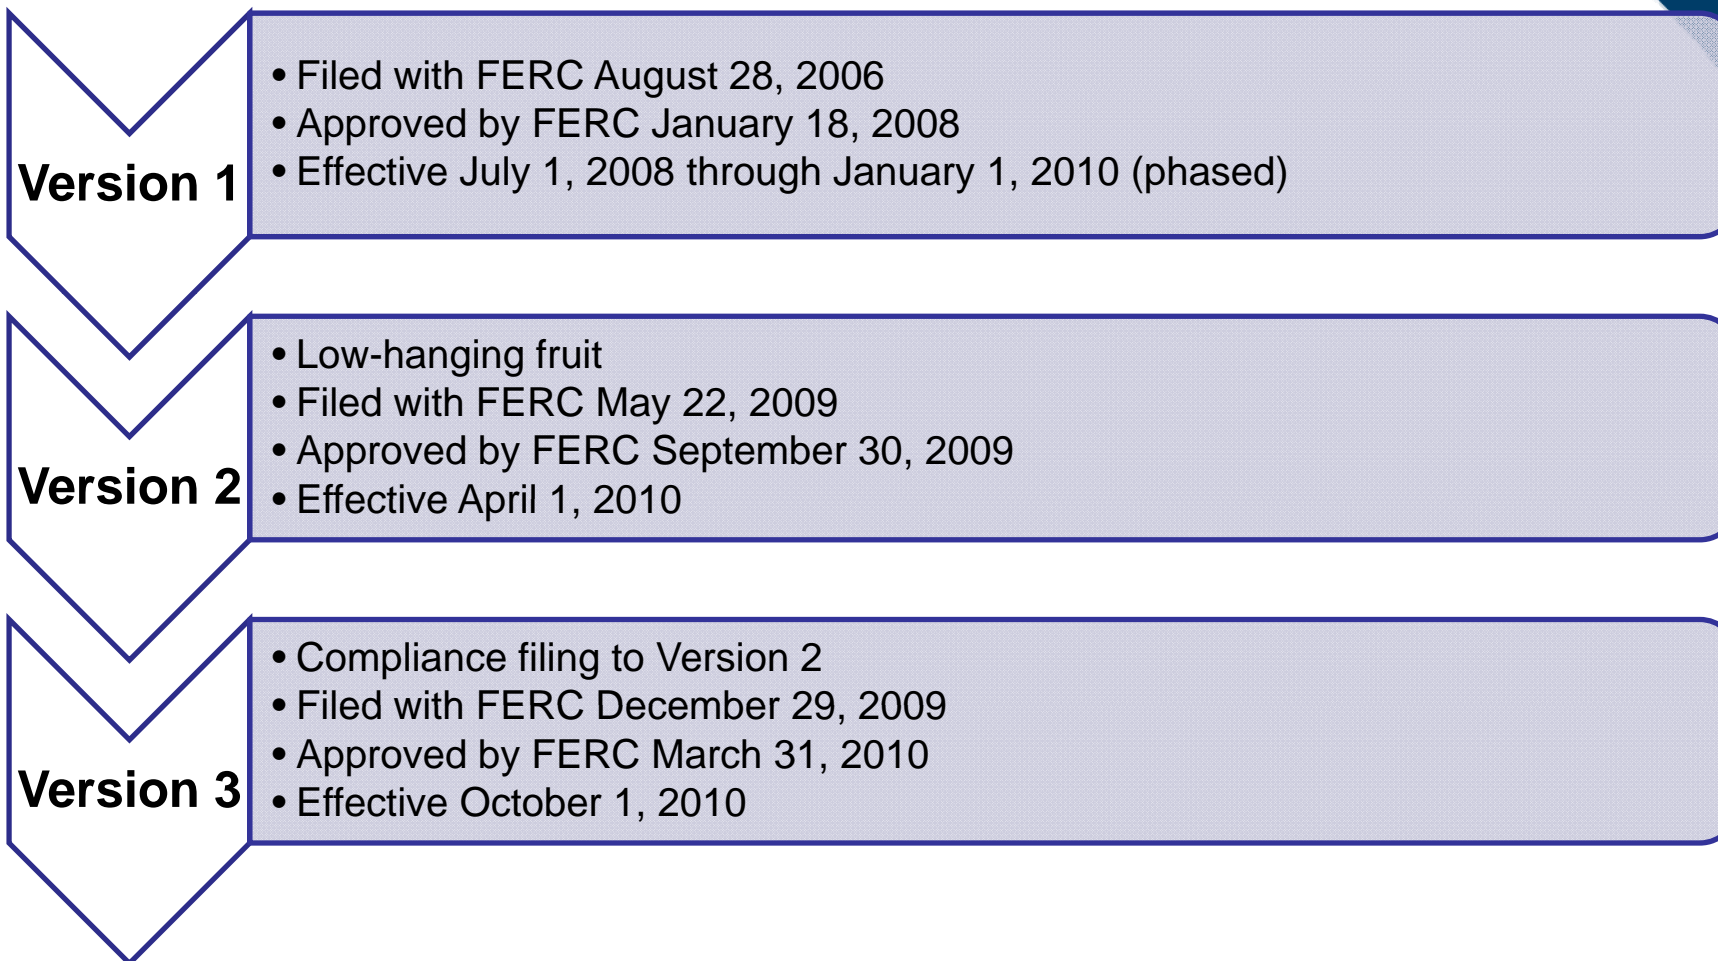 Version 1
• Filed with FERC August 28, 2006
• Approved by FERC January 18, 2008
• Effective July 1, 2008 through January 1, 2010 (phased)
Version 2
• Low-hanging fruit
• Filed with FERC May 22, 2009
• Approved by FERC September 30, 2009
• Effective April 1, 2010
Version 3
• Compliance filing to Version 2
• Filed with FERC December 29, 2009
• Approved by FERC March 31, 2010
• Effective October 1, 2010